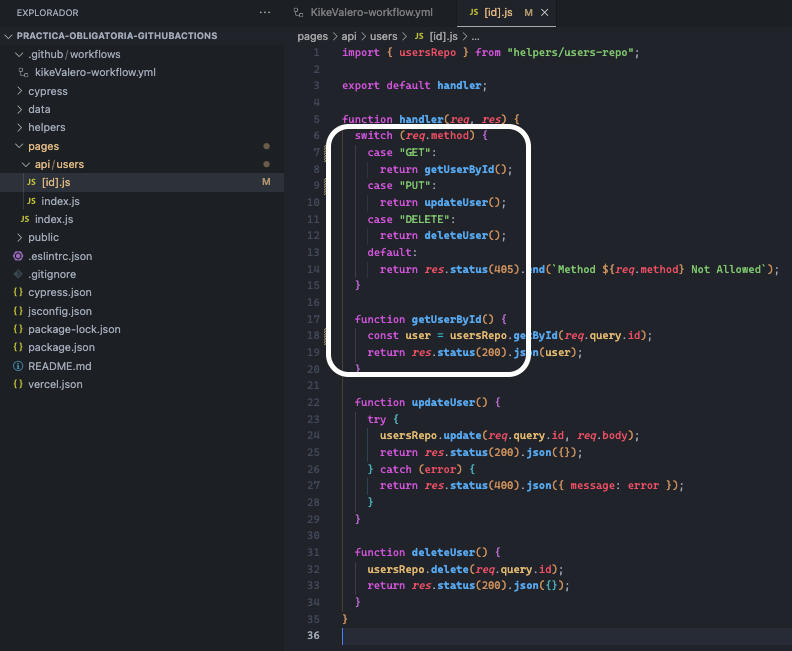 EXPLORADOR
PRACTICA-OBLIGATORIA-GITHUBACTIONS
.github/workflows
kikeValero-workflow.yml
cypress
data
helpers
pages
api/users
JS [id].js M
JS index.js
JS index.js
public
.eslintrc.json
.gitignore
{} cypress.json
{} jsconfig.json
{} package-lock.json
{} package.json
README.md
{} vercel.json
KikeValero-workflow.yml
JS [id].js M
pages > api > users > JS [id].js > ...
1 import { usersRepo } from "helpers/users-repo";
2
3 export default handler;
4
5 function handler(req, res) {
6 switch (req.method) {
7 case "GET":
8 return getUserById();
9 case "PUT":
10 return updateUser();
11 case "DELETE":
12 return deleteUser();
13 default:
14 return res.status(405).end(`Method ${req.method} Not Allowed`);
15 }
16
17 function getUserById() {
18 const user = usersRepo.getById(req.query.id);
19 return res.status(200).json(user);
20 }
21
22 function updateUser() {
23 try {
24 usersRepo.update(req.query.id, req.body);
25 return res.status(200).json({});
26 } catch (error) {
27 return res.status(400).json({ message: error });
28 }
29 }
30
31 function deleteUser() {
32 usersRepo.delete(req.query.id);
33 return res.status(200).json({});
34 }
35 }
36